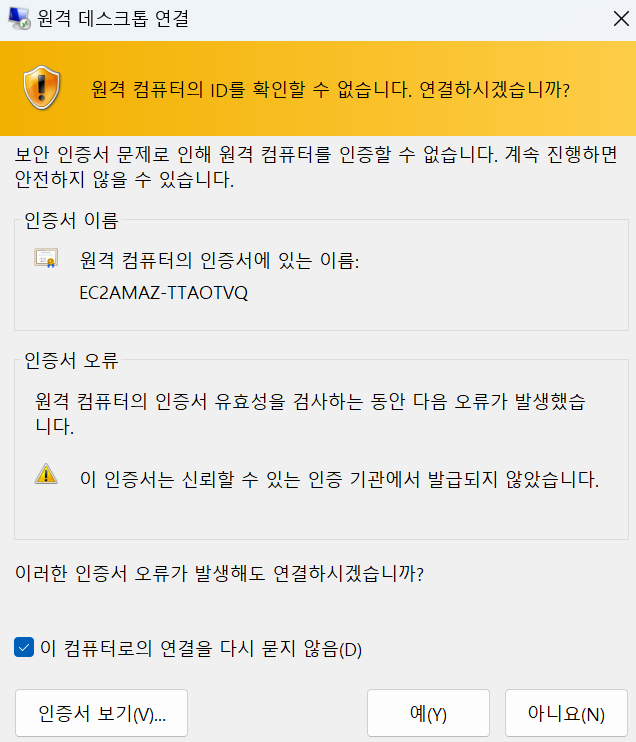 원격 데스크톱 연결
원격 컴퓨터의 ID를 확인할 수 없습니다. 연결하시겠습니까?
보안 인증서 문제로 인해 원격 컴퓨터를 인증할 수 없습니다. 계속 진행하면
안전하지 않을 수 있습니다.
인증서 이름
원격 컴퓨터의 인증서에 있는 이름:
EC2AMAZ-TTAOTVQ
인증서 오류
원격 컴퓨터의 인증서 유효성을 검사하는 동안 다음 오류가 발생했습
니다.
이 인증서는 신뢰할 수 있는 인증 기관에서 발급되지 않았습니다.
이러한 인증서 오류가 발생해도 연결하시겠습니까?
이 컴퓨터로의 연결을 다시 묻지 않음(D)
인증서 보기(V)...
예(Y)
아니요(N)